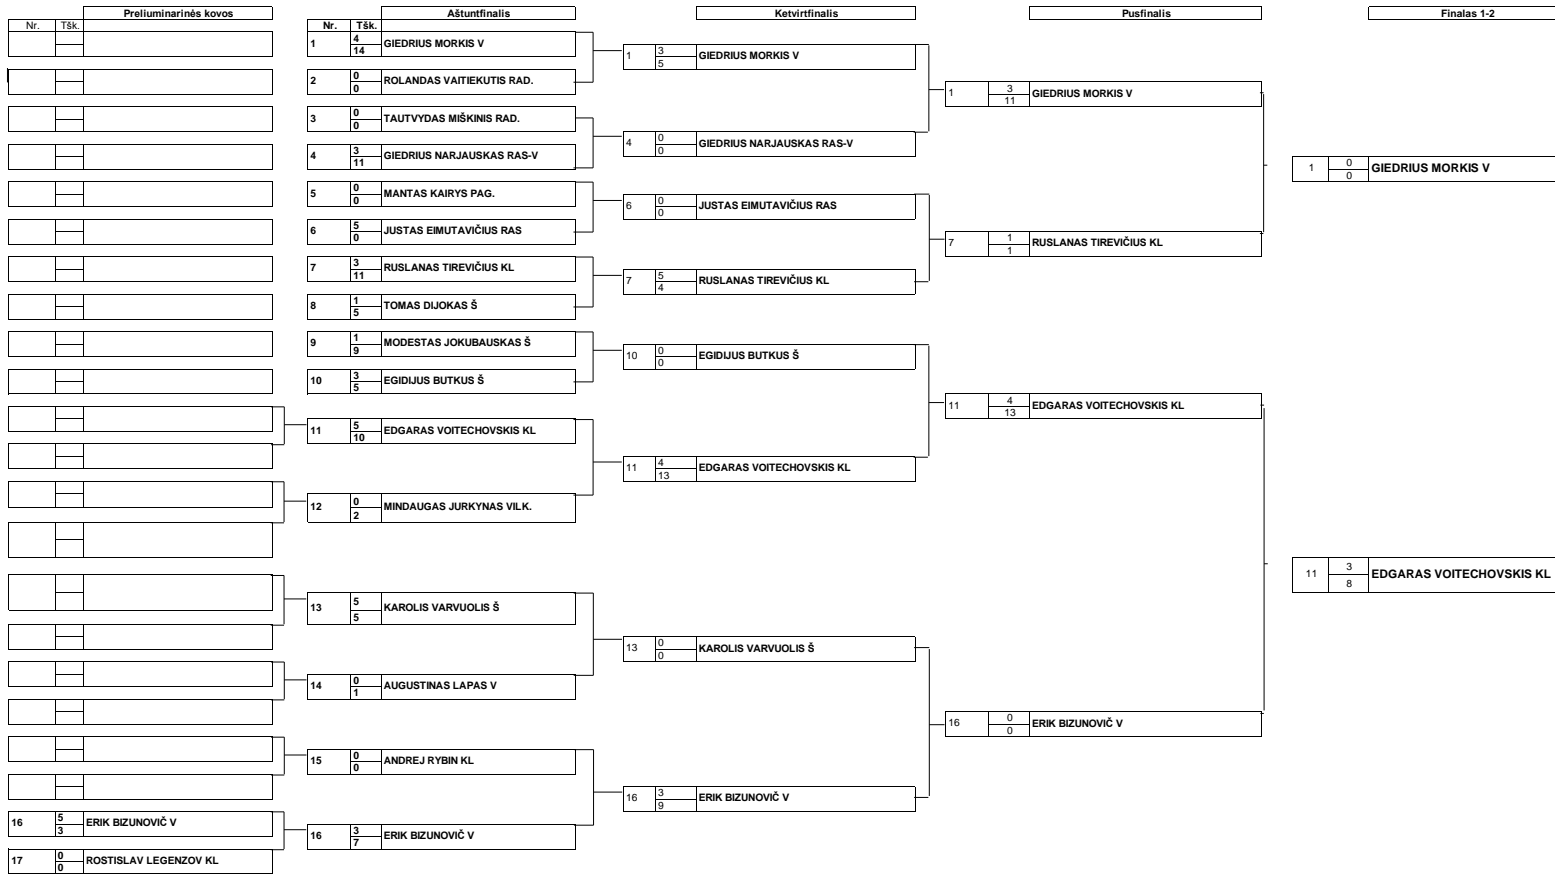 Preliuminarinės kovos
Nr. Tšk.
16 5 3 ERIK BIZUNOVIČ V
17 0 0 ROSTISLAV LEGENZOV KL
Aštuntfinalis
Nr. Tšk.
1 4 14 GIEDRIUS MORKIS V
2 0 0 ROLANDAS VAITIEKUTIS RAD.
3 0 0 TAUTVYDAS MIŠKINIS RAD.
4 3 11 GIEDRIUS NARJAUSKAS RAS-V
5 0 0 MANTAS KAIRYS PAG.
6 5 0 JUSTAS EIMUTAVIČIUS RAS
7 3 11 RUSLANAS TIREVIČIUS KL
8 1 5 TOMAS DIJOKAS Š
9 1 9 MODESTAS JOKUBAUSKAS Š
10 3 5 EGIDIJUS BUTKUS Š
11 5 10 EDGARAS VOITECHOVSKIS KL
12 0 2 MINDAUGAS JURKYNAS VILK.
13 5 5 KAROLIS VARVUOLIS Š
14 0 1 AUGUSTINAS LAPAS V
15 0 0 ANDREJ RYBIN KL
16 3 7 ERIK BIZUNOVIČ V
Ketvirtfinalis
1 3 5 GIEDRIUS MORKIS V
4 0 0 GIEDRIUS NARJAUSKAS RAS-V
6 0 0 JUSTAS EIMUTAVIČIUS RAS
7 5 4 RUSLANAS TIREVIČIUS KL
10 0 0 EGIDIJUS BUTKUS Š
11 4 13 EDGARAS VOITECHOVSKIS KL
13 0 0 KAROLIS VARVUOLIS Š
16 3 9 ERIK BIZUNOVIČ V
Pusfinalis
1 3 11 GIEDRIUS MORKIS V
7 1 1 RUSLANAS TIREVIČIUS KL
11 4 13 EDGARAS VOITECHOVSKIS KL
16 0 0 ERIK BIZUNOVIČ V
Finalas 1-2
1 0 0 GIEDRIUS MORKIS V
11 3 8 EDGARAS VOITECHOVSKIS KL